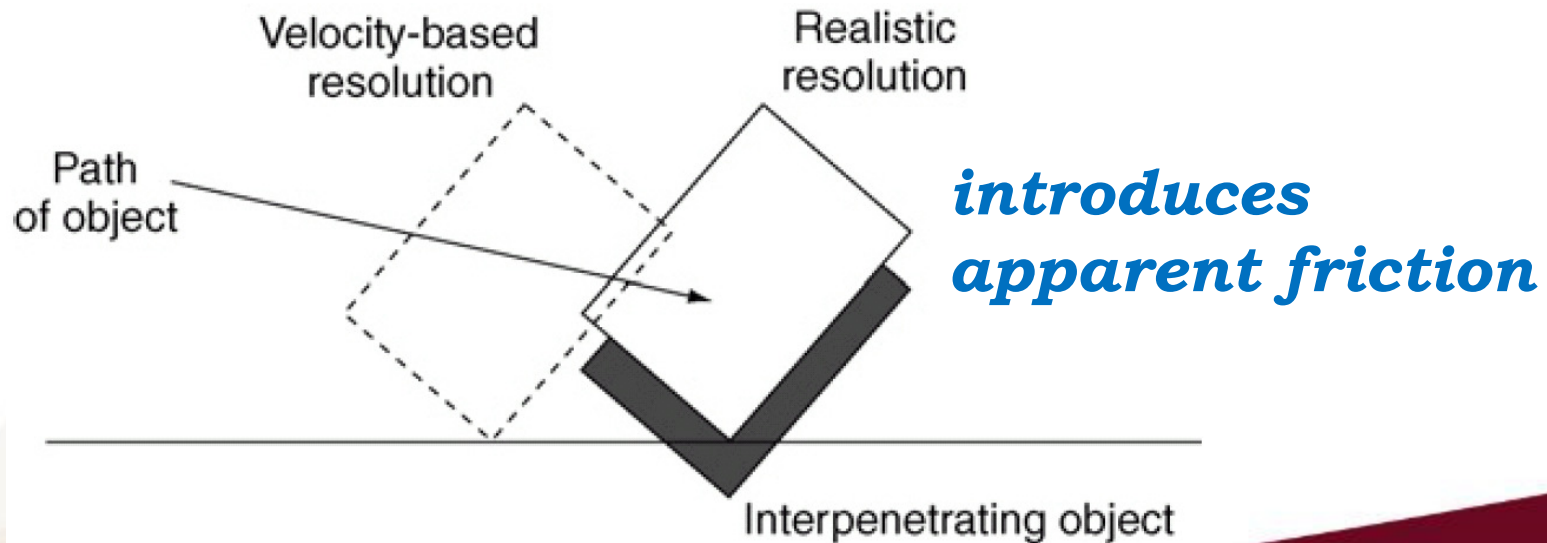 Velocity-based
resolution
Realistic
resolution
Path
of object
introduces
apparent friction
Interpenetrating object